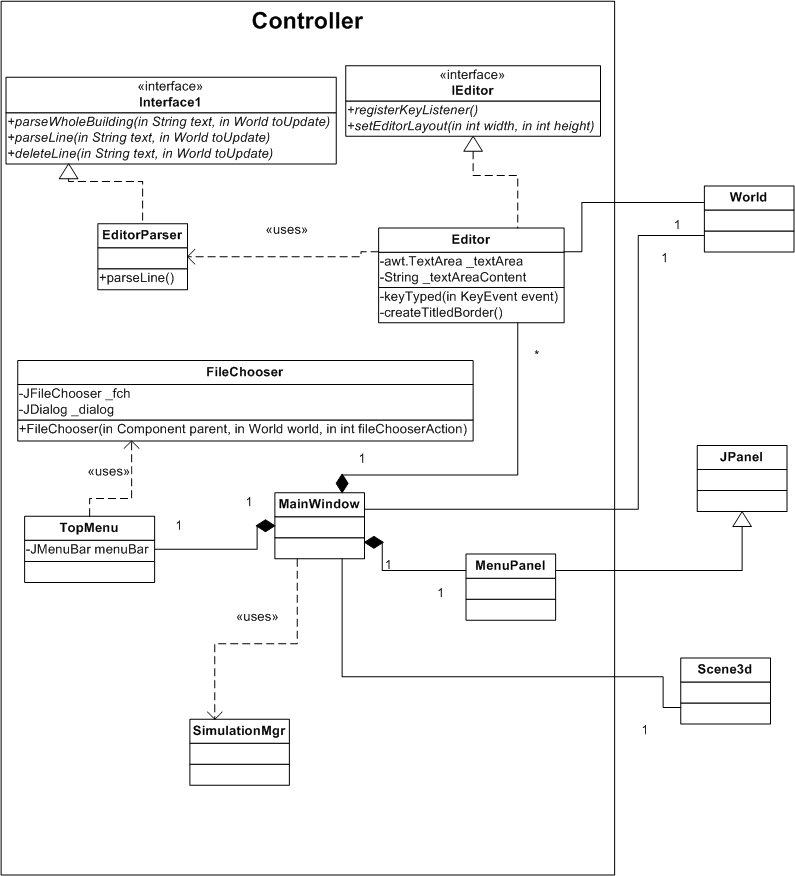 Controller
«interface»
Interface1
+parseWholeBuilding(in String text, in World toUpdate)
+parseLine(in String text, in World toUpdate)
+deleteLine(in String text, in World toUpdate)
«interface»
IEditor
+registerKeyListener()
+setEditorLayout(in int width, in int height)
World
EditorParser
+parseLine()
«uses»
Editor
-awt.TextArea _textArea
-String _textAreaContent
-keyTyped(in KeyEvent event)
-createTitledBorder()
1
1
*
FileChooser
-JFileChooser _fch
-JDialog _dialog
+FileChooser(in Component parent, in World world, in int fileChooserAction)
«uses»
1
JPanel
MainWindow
1
1
TopMenu
-JMenuBar menuBar
1
MenuPanel
1
«uses»
Scene3d
1
SimulationMgr